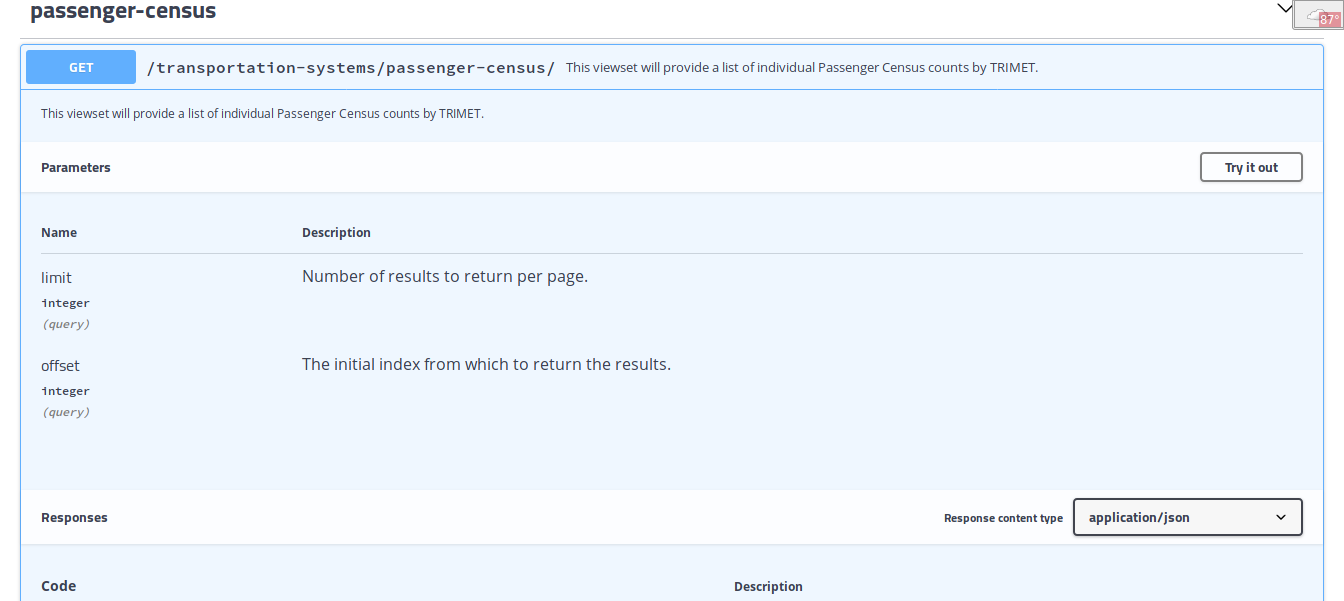 passenger-census
87°
GET /transportation-systems/passenger-census/ This viewset will provide a list of individual Passenger Census counts by TRIMET.
This viewset will provide a list of individual Passenger Census counts by TRIMET.
Parameters Try it out
Name Description
limit Number of results to return per page.
integer
(query)
offset The initial index from which to return the results.
integer
(query)
Responses Response content type application/json
Code Description